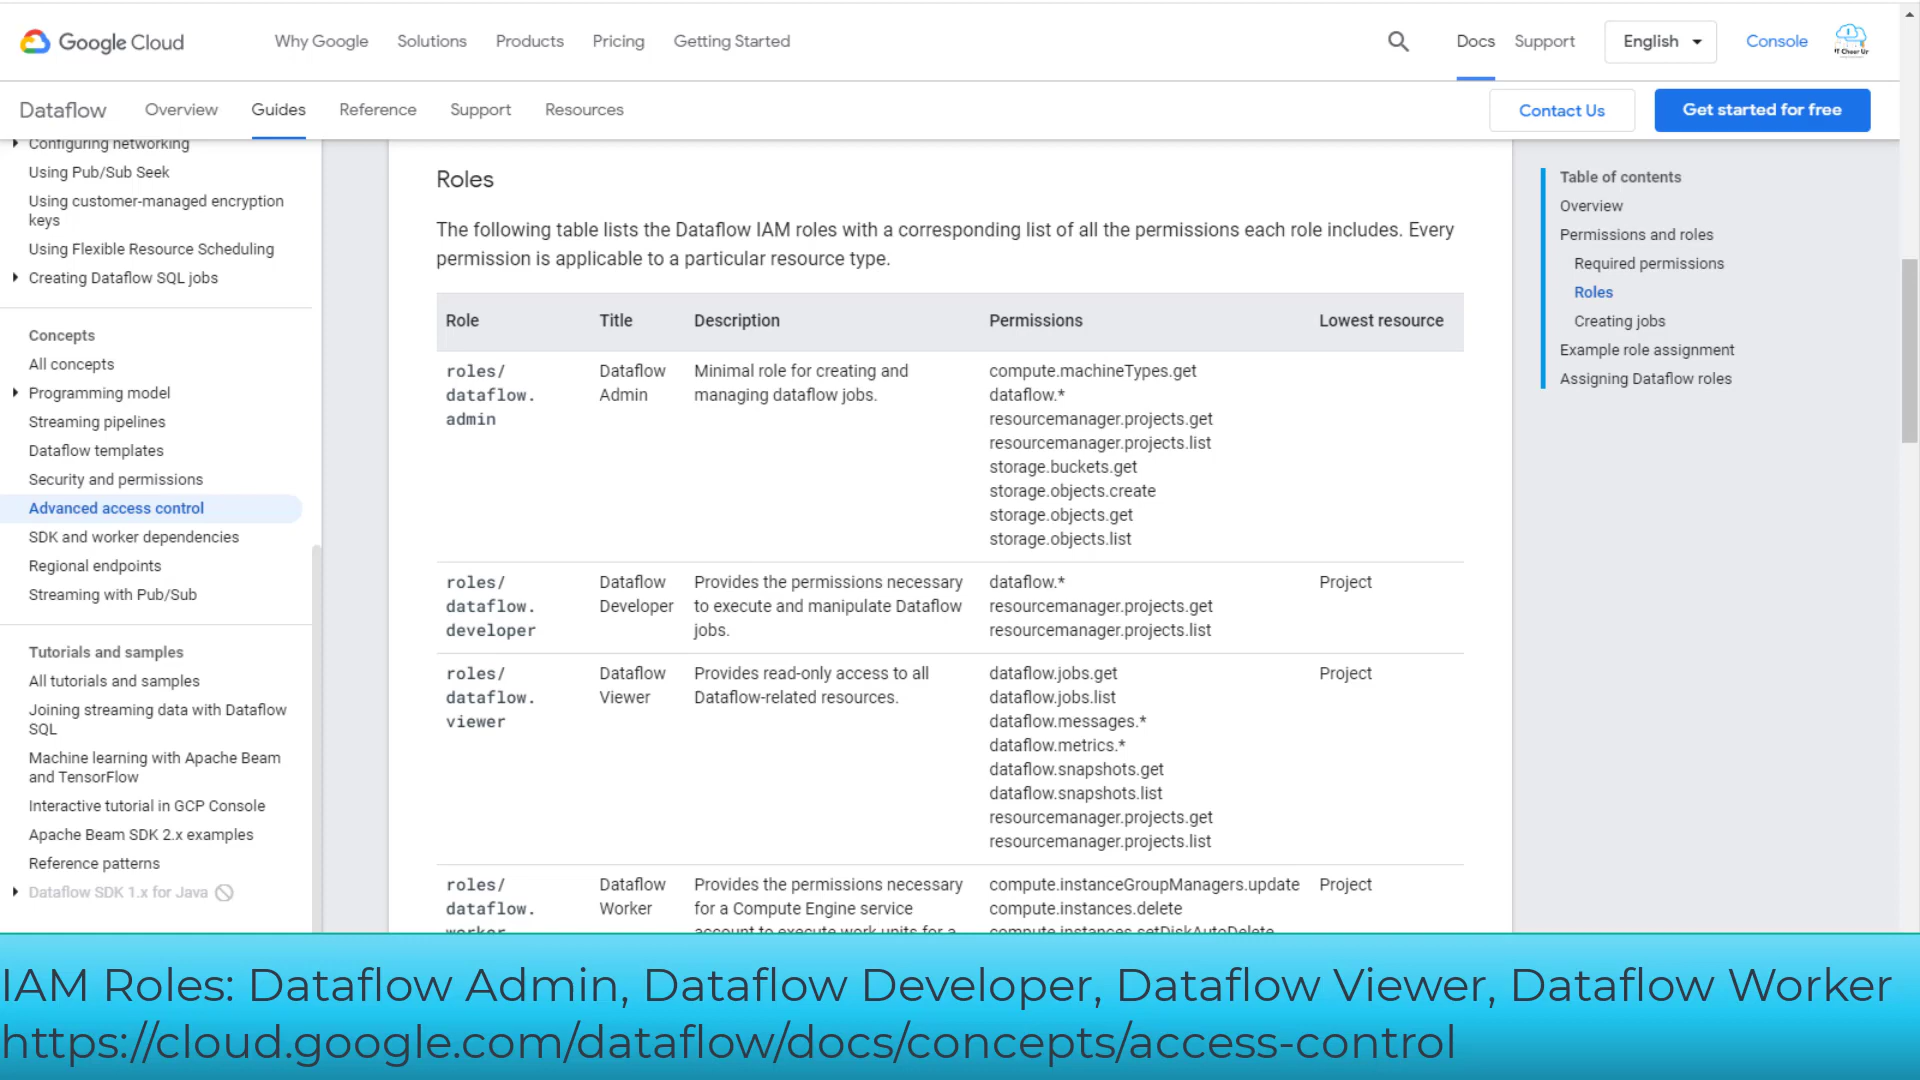 Google Cloud
Why Google Solutions Products Pricing Getting Started
Docs Support English Console
IT Cheer Up
Dataflow Overview Guides Reference Support Resources
Contact Us Get started for free
Configuring networking
Using Pub/Sub Seek
Using customer-managed encryption
keys
Using Flexible Resource Scheduling
Creating Dataflow SQL jobs
Concepts
All concepts
Programming model
Streaming pipelines
Dataflow templates
Security and permissions
Advanced access control
SDK and worker dependencies
Regional endpoints
Streaming with Pub/Sub
Tutorials and samples
All tutorials and samples
Joining streaming data with Dataflow
SQL
Machine learning with Apache Beam
and TensorFlow
Interactive tutorial in GCP Console
Apache Beam SDK 2.x examples
Reference patterns
Dataflow SDK 1.x for Java
Roles
The following table lists the Dataflow IAM roles with a corresponding list of all the permissions each role includes. Every
permission is applicable to a particular resource type.
Role Title Description Permissions Lowest resource
roles/ Dataflow Minimal role for creating and compute.machineTypes.get
dataflow. Admin managing dataflow jobs. dataflow.*
admin resourcemanager.projects.get
resourcemanager.projects.list
storage.buckets.get
storage.objects.create
storage.objects.get
storage.objects.list
roles/ Dataflow Provides the permissions necessary dataflow.* Project
dataflow. Developer to execute and manipulate Dataflow resourcemanager.projects.get
developer jobs. resourcemanager.projects.list
roles/ Dataflow Provides read-only access to all dataflow.jobs.get Project
dataflow. Viewer Dataflow-related resources. dataflow.jobs.list
viewer dataflow.messages.*
dataflow.metrics.*
dataflow.snapshots.get
dataflow.snapshots.list
resourcemanager.projects.get
resourcemanager.projects.list
roles/ Dataflow Provides the permissions necessary compute.instanceGroupManagers.update Project
dataflow. Worker for a Compute Engine service compute.instances.delete
worker account to execute work units for a compute.instances.setDiskAutoDelete
Table of contents
Overview
Permissions and roles
Required permissions
Roles
Creating jobs
Example role assignment
Assigning Dataflow roles
IAM Roles: Dataflow Admin, Dataflow Developer, Dataflow Viewer, Dataflow Worker
https://cloud.google.com/dataflow/docs/concepts/access-control